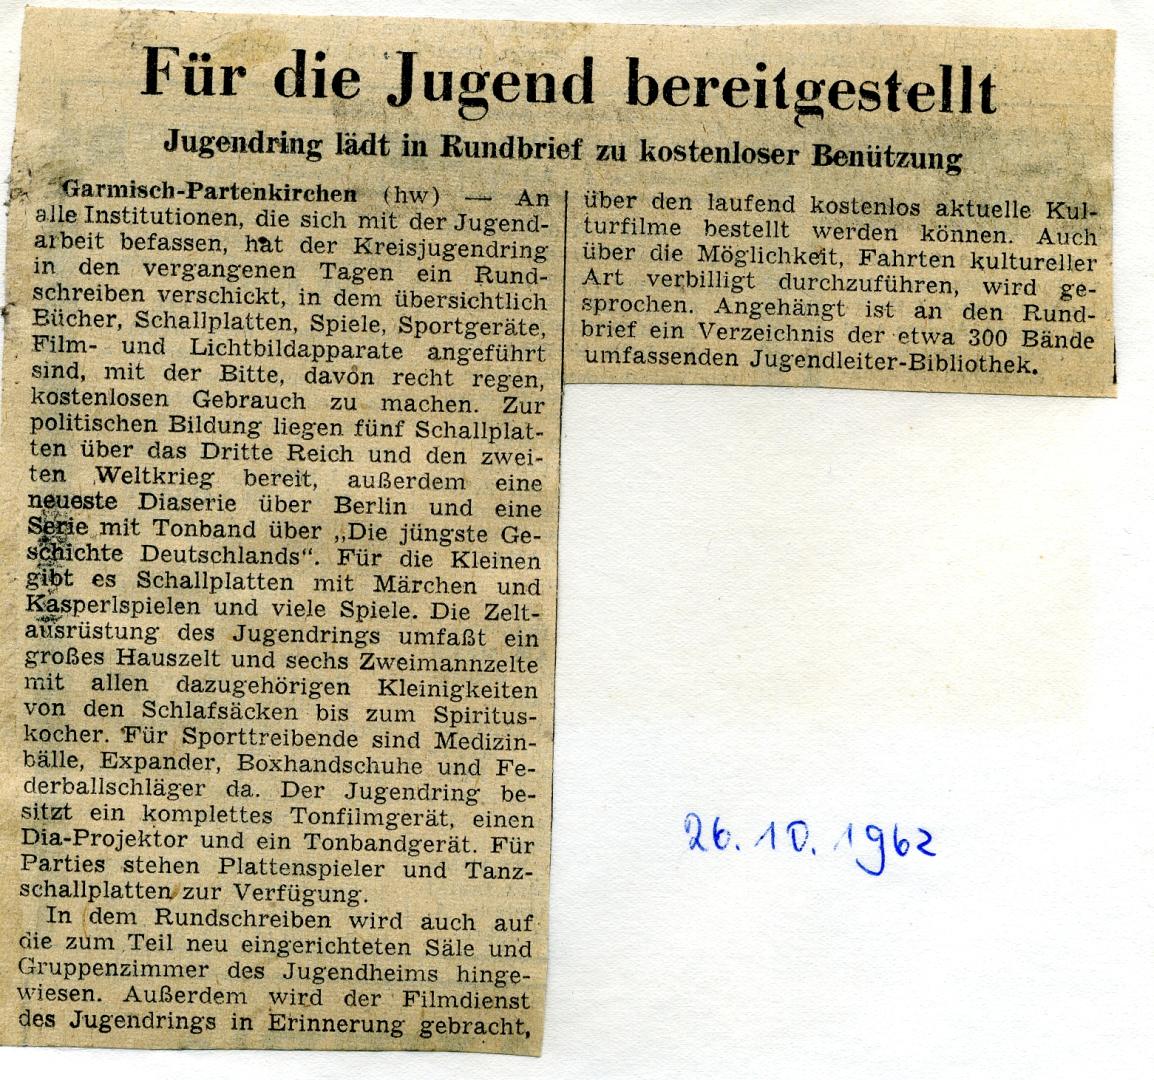 Für die Jugend bereitgestellt
Jugendring lädt in Rundbrief zu kostenloser Benützung
Garmisch-Partenkirchen (hw) — An
alle Institutionen, die sich mit der Jugend-
arbeit befassen, hat der Kreisjugendring
in den vergangenen Tagen ein Rund-
schreiben verschickt, in dem übersichtlich
Bücher, Schallplatten, Spiele, Sportgeräte,
Film- und Lichtbildapparate angeführt
sind, mit der Bitte, davon recht regen,
kostenlosen Gebrauch zu machen. Zur
politischen Bildung liegen fünf Schallplat-
ten über das Dritte Reich und den zwei-
ten Weltkrieg bereit, außerdem eine
neueste Diaserie über Berlin und eine
Serie mit Tonband über „Die jüngste Ge-
schichte Deutschlands“. Für die Kleinen
gibt es Schallplatten mit Märchen und
Kasperlspielen und viele Spiele. Die Zelt-
ausrüstung des Jugendrings umfaßt ein
großes Hauszelt und sechs Zweimannzelte
mit allen dazugehörigen Kleinigkeiten
von den Schlafsäcken bis zum Spiritus-
kocher. Für Sporttreibende sind Medizin-
bälle, Expander, Boxhandschuhe und Fe-
derballschläger da. Der Jugendring be-
sitzt ein komplettes Tonfilmgerät, einen
Dia-Projektor und ein Tonbandgerät. Für
Parties stehen Plattenspieler und Tanz-
schallplatten zur Verfügung.
In dem Rundschreiben wird auch auf
die zum Teil neu eingerichteten Säle und
Gruppenzimmer des Jugendheims hinge-
wiesen. Außerdem wird der Filmdienst
des Jugendrings in Erinnerung gebracht,
über den laufend kostenlos aktuelle Kul-
turfilme bestellt werden können. Auch
über die Möglichkeit, Fahrten kultureller
Art verbilligt durchzuführen, wird ge-
sprochen. Angehängt ist an den Rund-
brief ein Verzeichnis der etwa 300 Bände
umfassenden Jugendleiter-Bibliothek.
26.10.1962